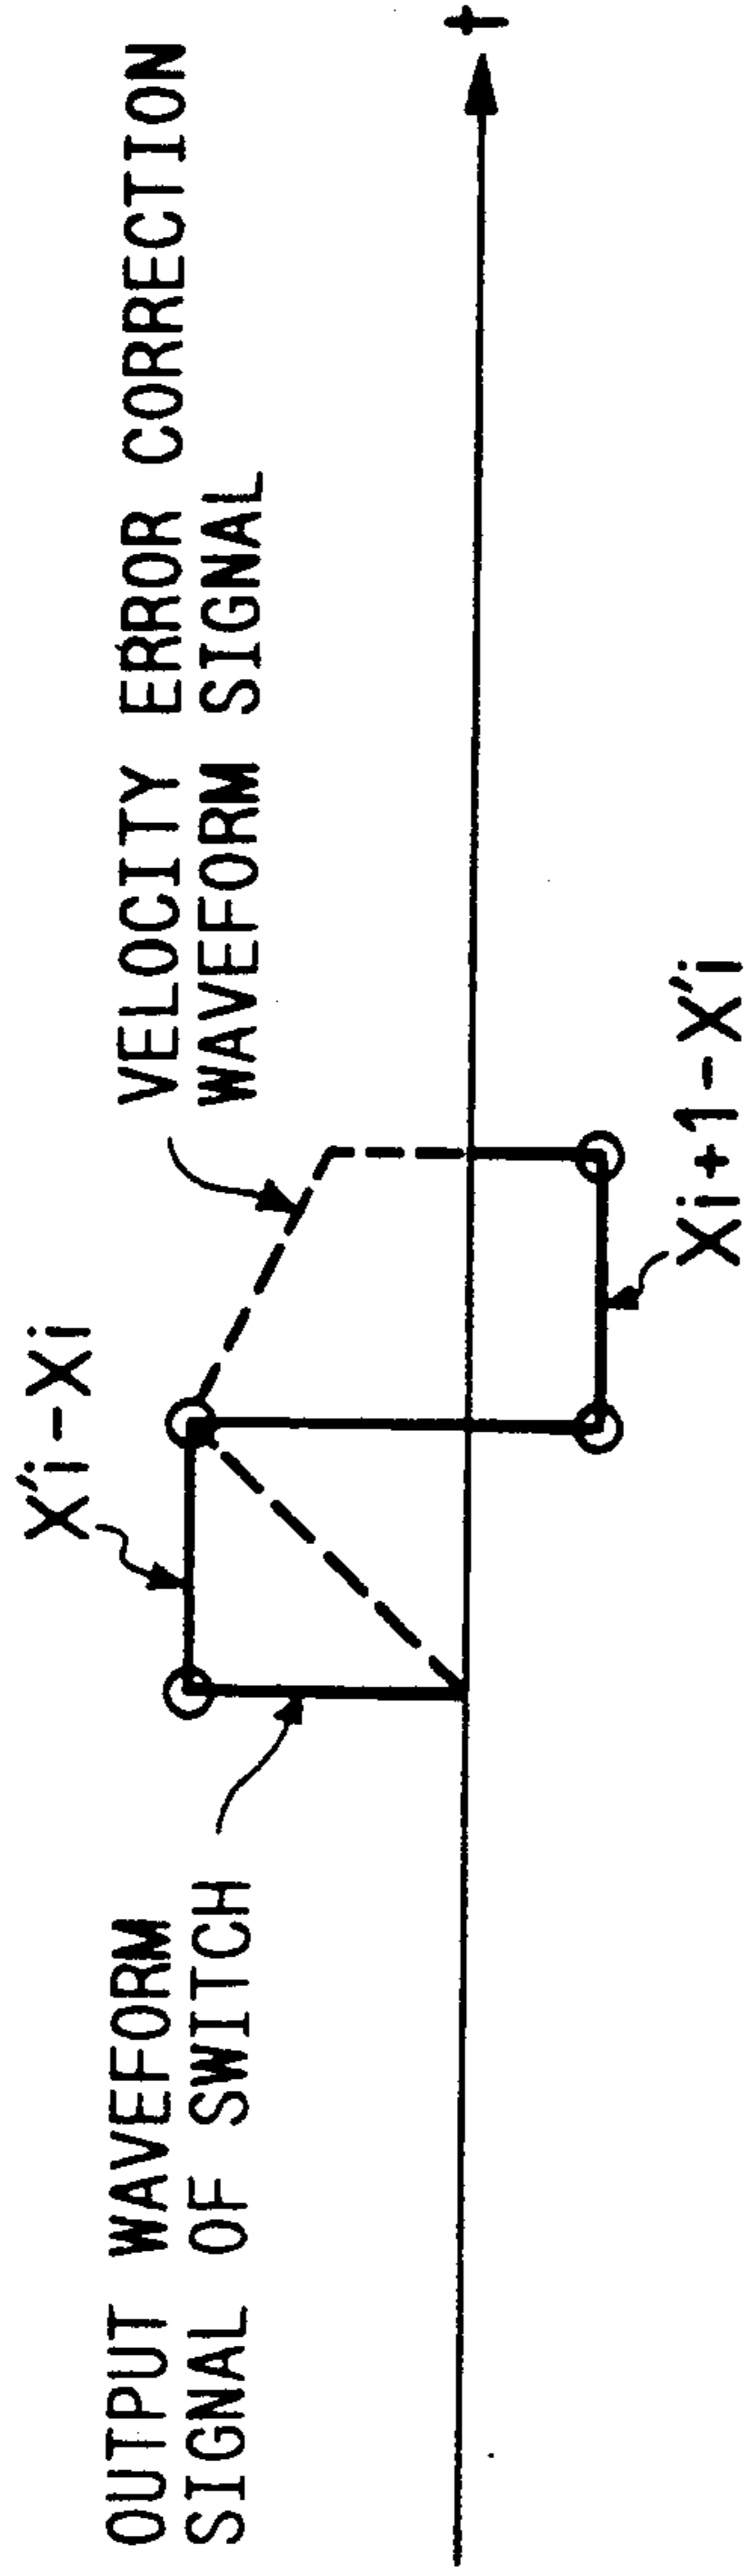 OUTPUT WAVEFORM
SIGNAL OF SWITCH
X'i-Xi
VELOCITY ERROR CORRECTION
WAVEFORM SIGNAL
Xi+1-X'i
t